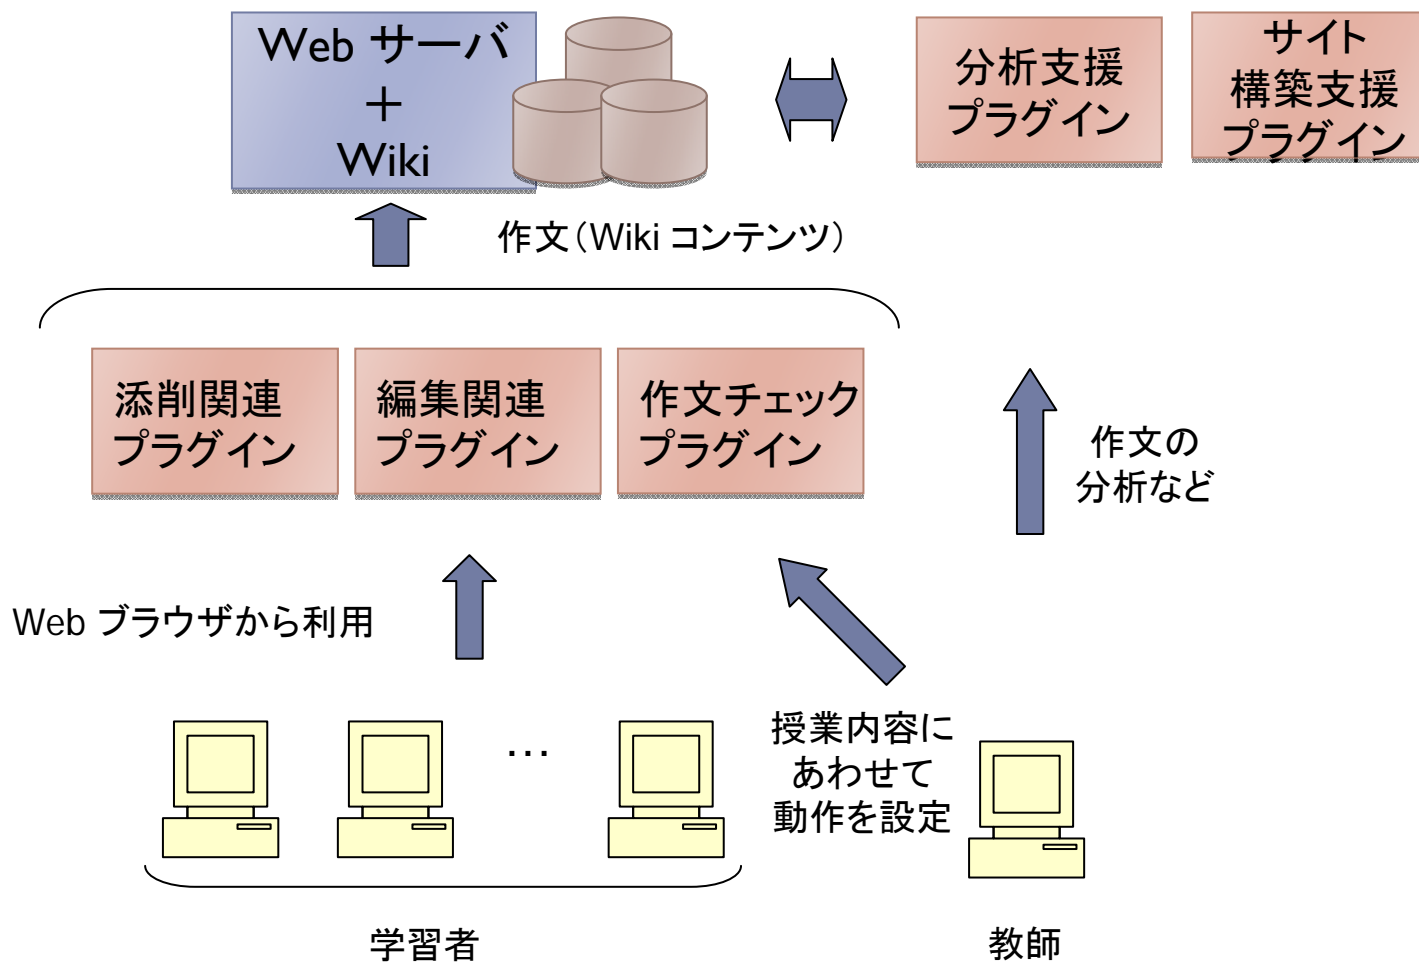 Web サーバ
＋
Wiki
分析支援
プラグイン
サイト
構築支援
プラグイン
作文（Wiki コンテンツ）
添削関連
プラグイン
編集関連
プラグイン
作文チェック
プラグイン
作文の
分析など
Web ブラウザから利用
…
授業内容に
あわせて
動作を設定
学習者
教師